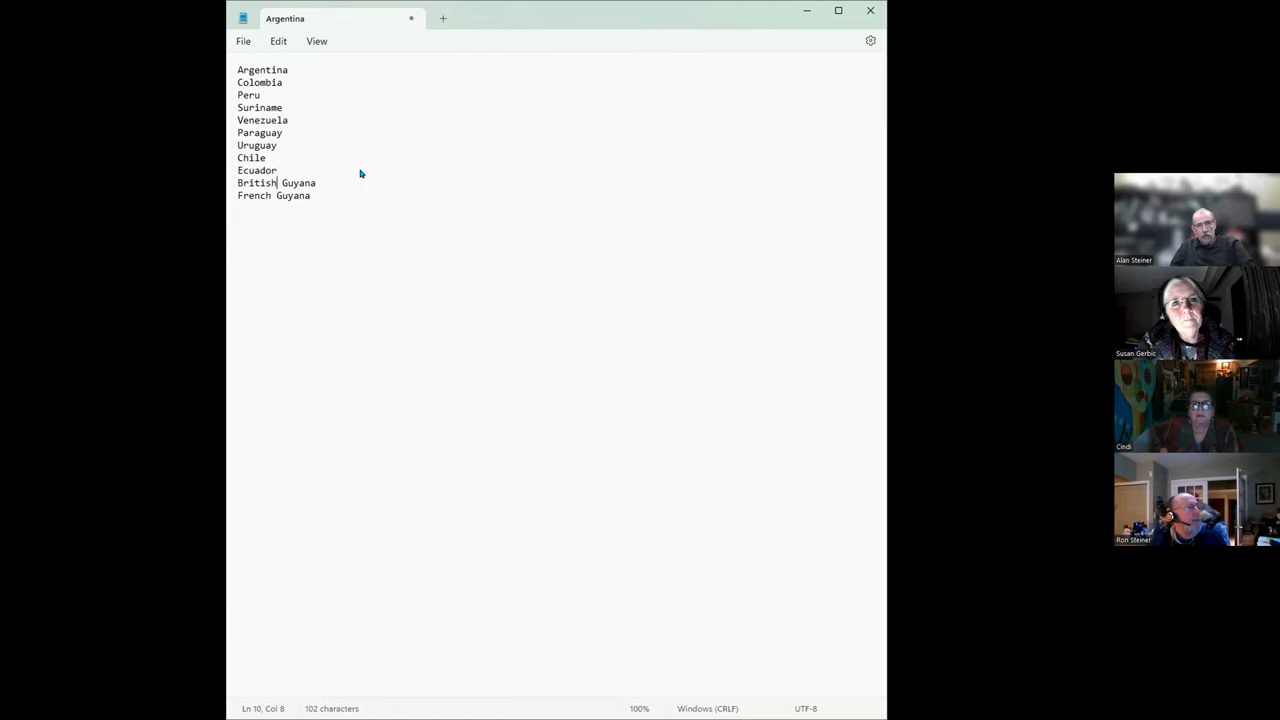 Argentina
File Edit View
Argentina
Colombia
Peru
Suriname
Venezuela
Paraguay
Uruguay
Chile
Ecuador
British Guyana
French Guyana
Alan Steiner
Susan Gerbic
Cindi
Ron Steiner
Ln 10, Col 8 102 characters 100% Windows (CRLF) UTF-8